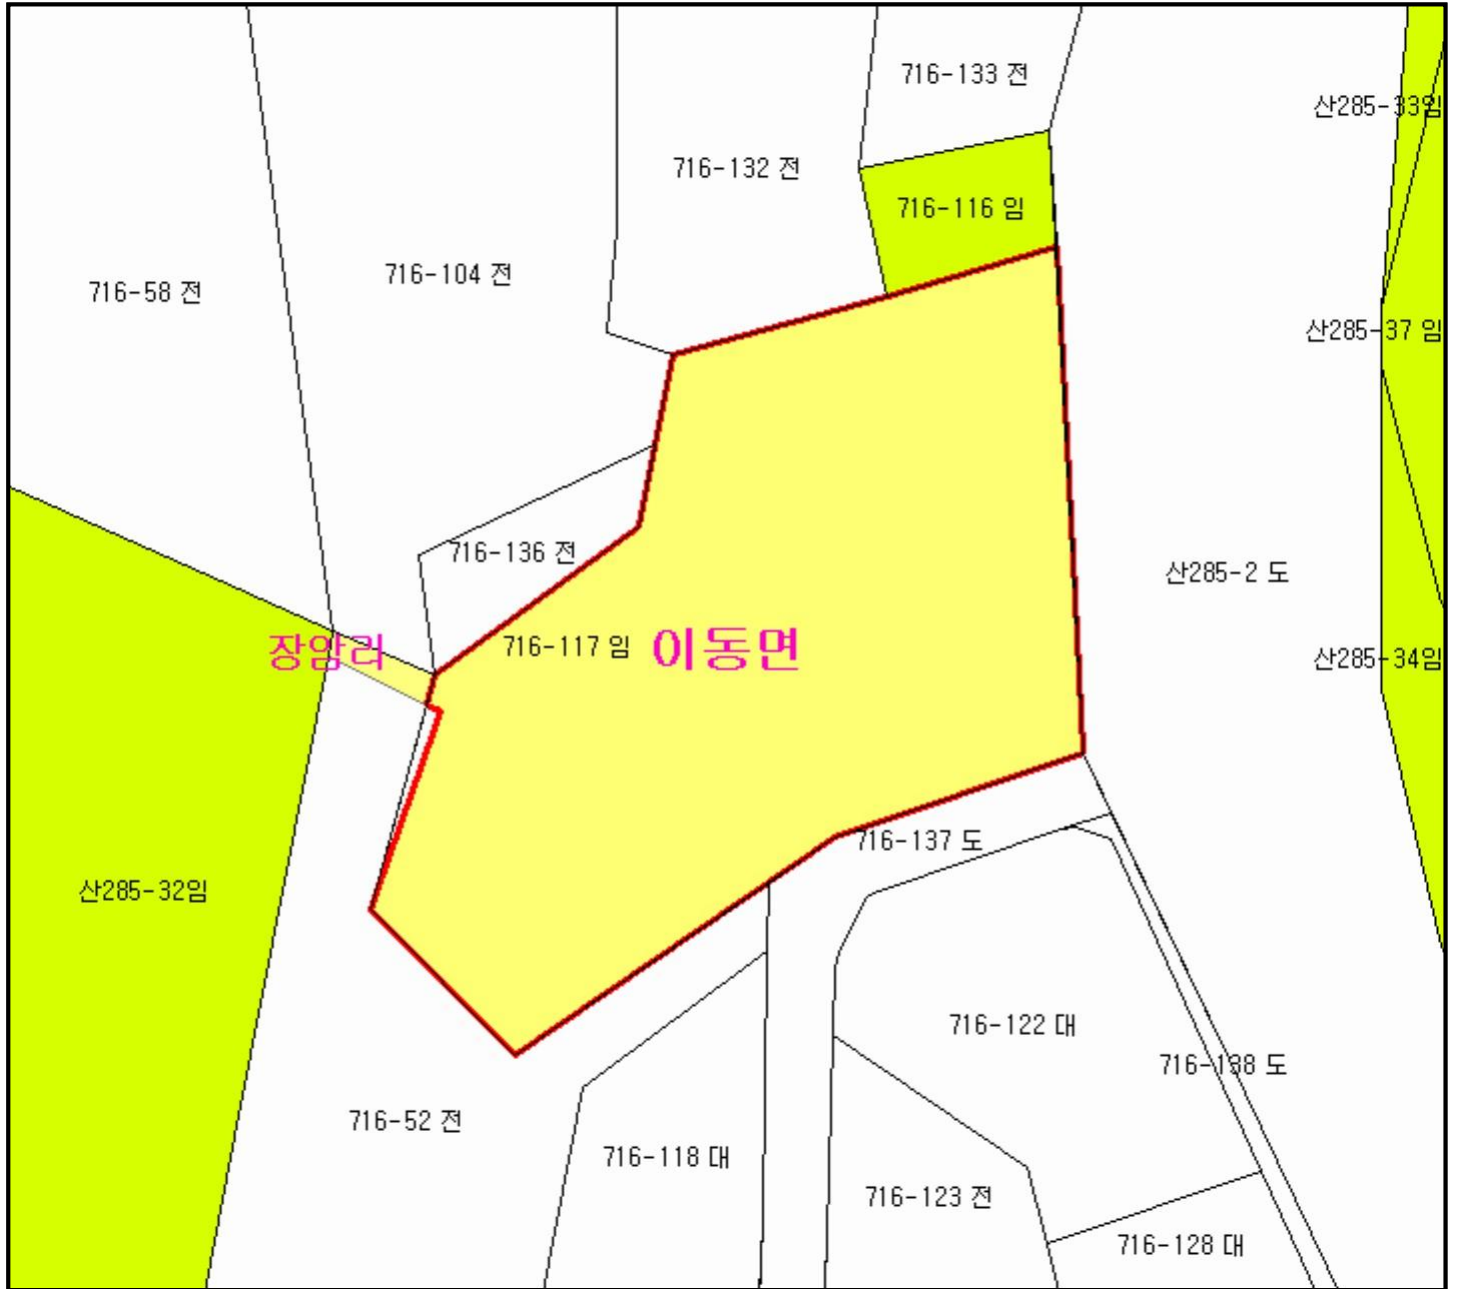 716-133 전
산285-33임
716-132 전
716-116 임
716-104 전
716-58 전
산285-37 임
716-136 전
산285-2 도
장암리
716-117 임
이동면
산285-34임
716-137 도
산285-32임
716-122 대
716-138 도
716-52 전
716-118 대
716-123 전
716-128 대